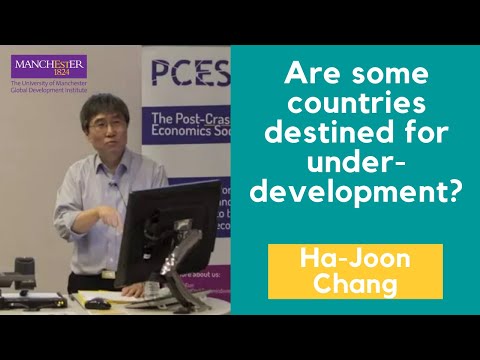 MANCHESTER
1824
The University of Manchester
Global Development Institute
PCES
The Post-Cras
Economics Soc
Are some
countries
destined for
under-
development?
Ha-Joon
Chang